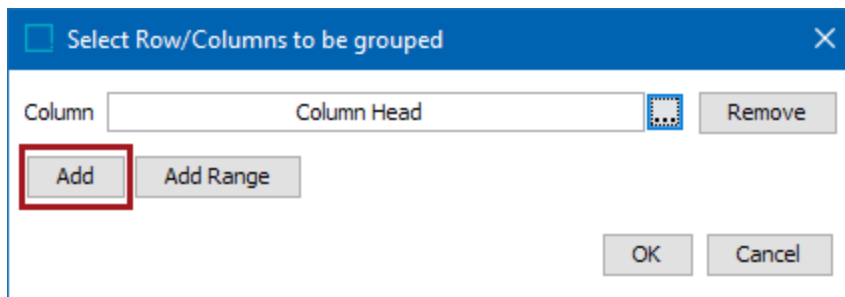 Select Row/Columns to be grouped
Column Column Head ... Remove
Add Add Range
OK Cancel